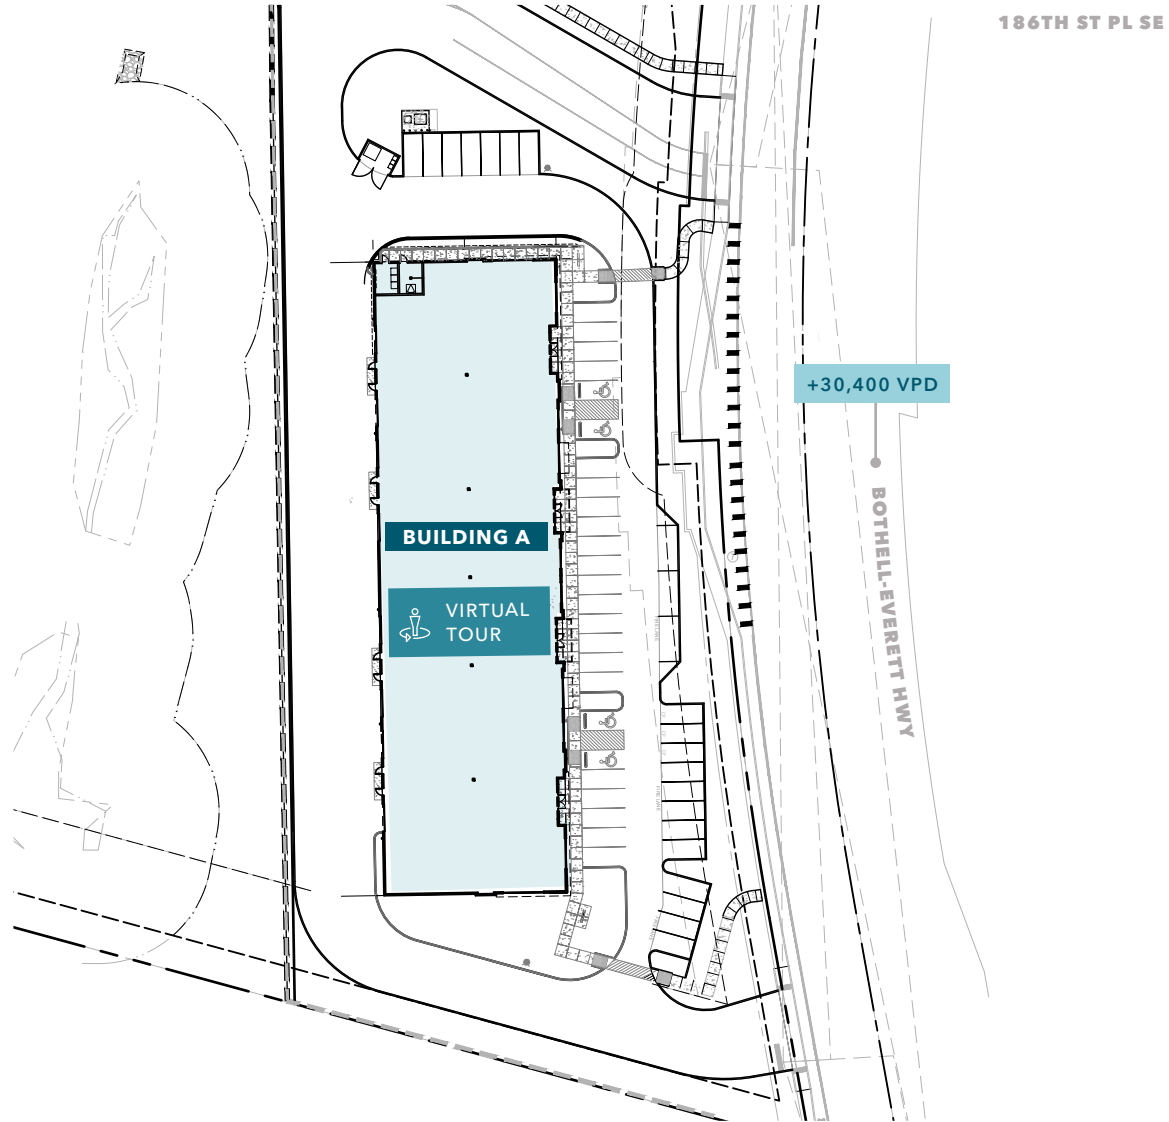 186TH ST PL SE
+30,400 VPD
BOTHELL-EVERETT HWY
BUILDING A
VIRTUAL
TOUR